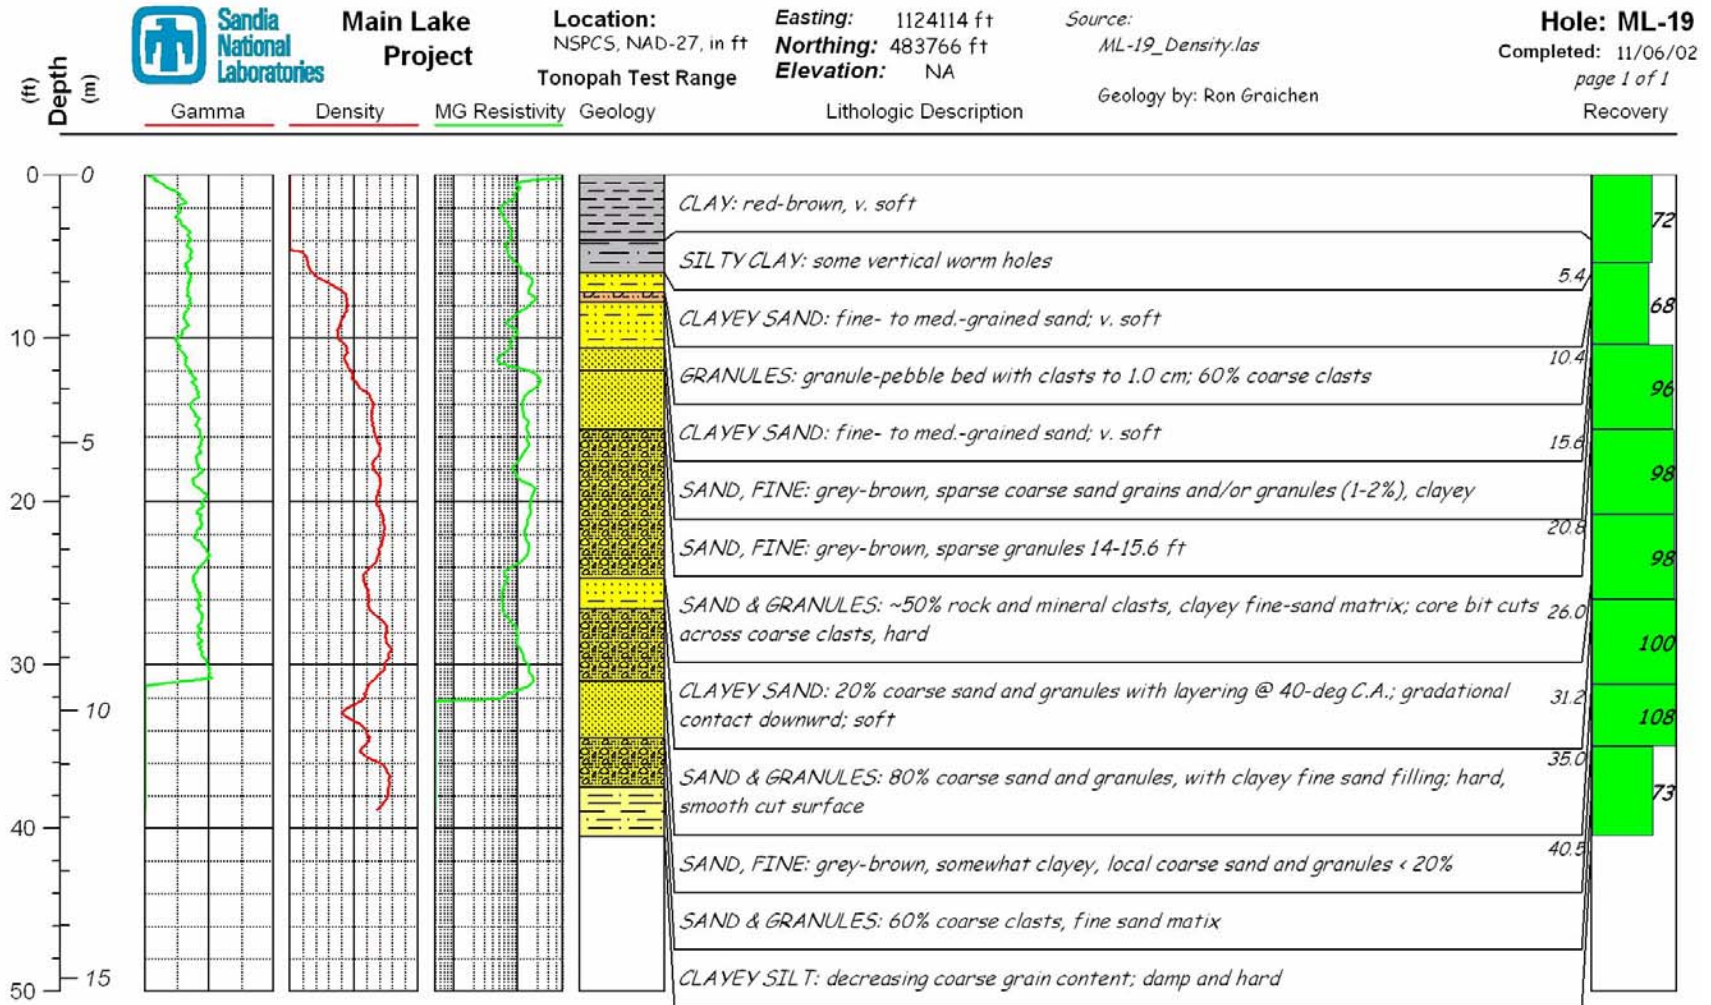 Sandia National Laboratories
Main Lake Project
Location:
NSPCS, NAD-27, in ft
Tonopah Test Range
Easting: 1124114 ft
Northing: 483766 ft
Elevation: NA
Source:
ML-19_Density.las
Geology by: Ron Graichen
Hole: ML-19
Completed: 11/06/02
page 1 of 1
(ft)
Depth
(m)
Gamma
Density
MG Resistivity
Geology
Lithologic Description
Recovery
0
0
CLAY: red-brown, v. soft
72
SILTY CLAY: some vertical worm holes
5.4
68
CLAYEY SAND: fine- to med.-grained sand; v. soft
10
10.4
GRANULES: granule-pebble bed with clasts to 1.0 cm; 60% coarse clasts
96
CLAYEY SAND: fine- to med.-grained sand; v. soft
5
15.6
98
SAND, FINE: grey-brown, sparse coarse sand grains and/or granules (1-2%), clayey
20
20.8
SAND, FINE: grey-brown, sparse granules 14-15.6 ft
98
SAND & GRANULES: ~50% rock and mineral clasts, clayey fine-sand matrix; core bit cuts
across coarse clasts, hard
26.0
100
30
CLAYEY SAND: 20% coarse sand and granules with layering @ 40-deg C.A.; gradational
contact downwrd; soft
31.2
10
108
35.0
SAND & GRANULES: 80% coarse sand and granules, with clayey fine sand filling; hard,
smooth cut surface
73
40
40.5
SAND, FINE: grey-brown, somewhat clayey, local coarse sand and granules < 20%
SAND & GRANULES: 60% coarse clasts, fine sand matix
CLAYEY SILT: decreasing coarse grain content; damp and hard
15
50